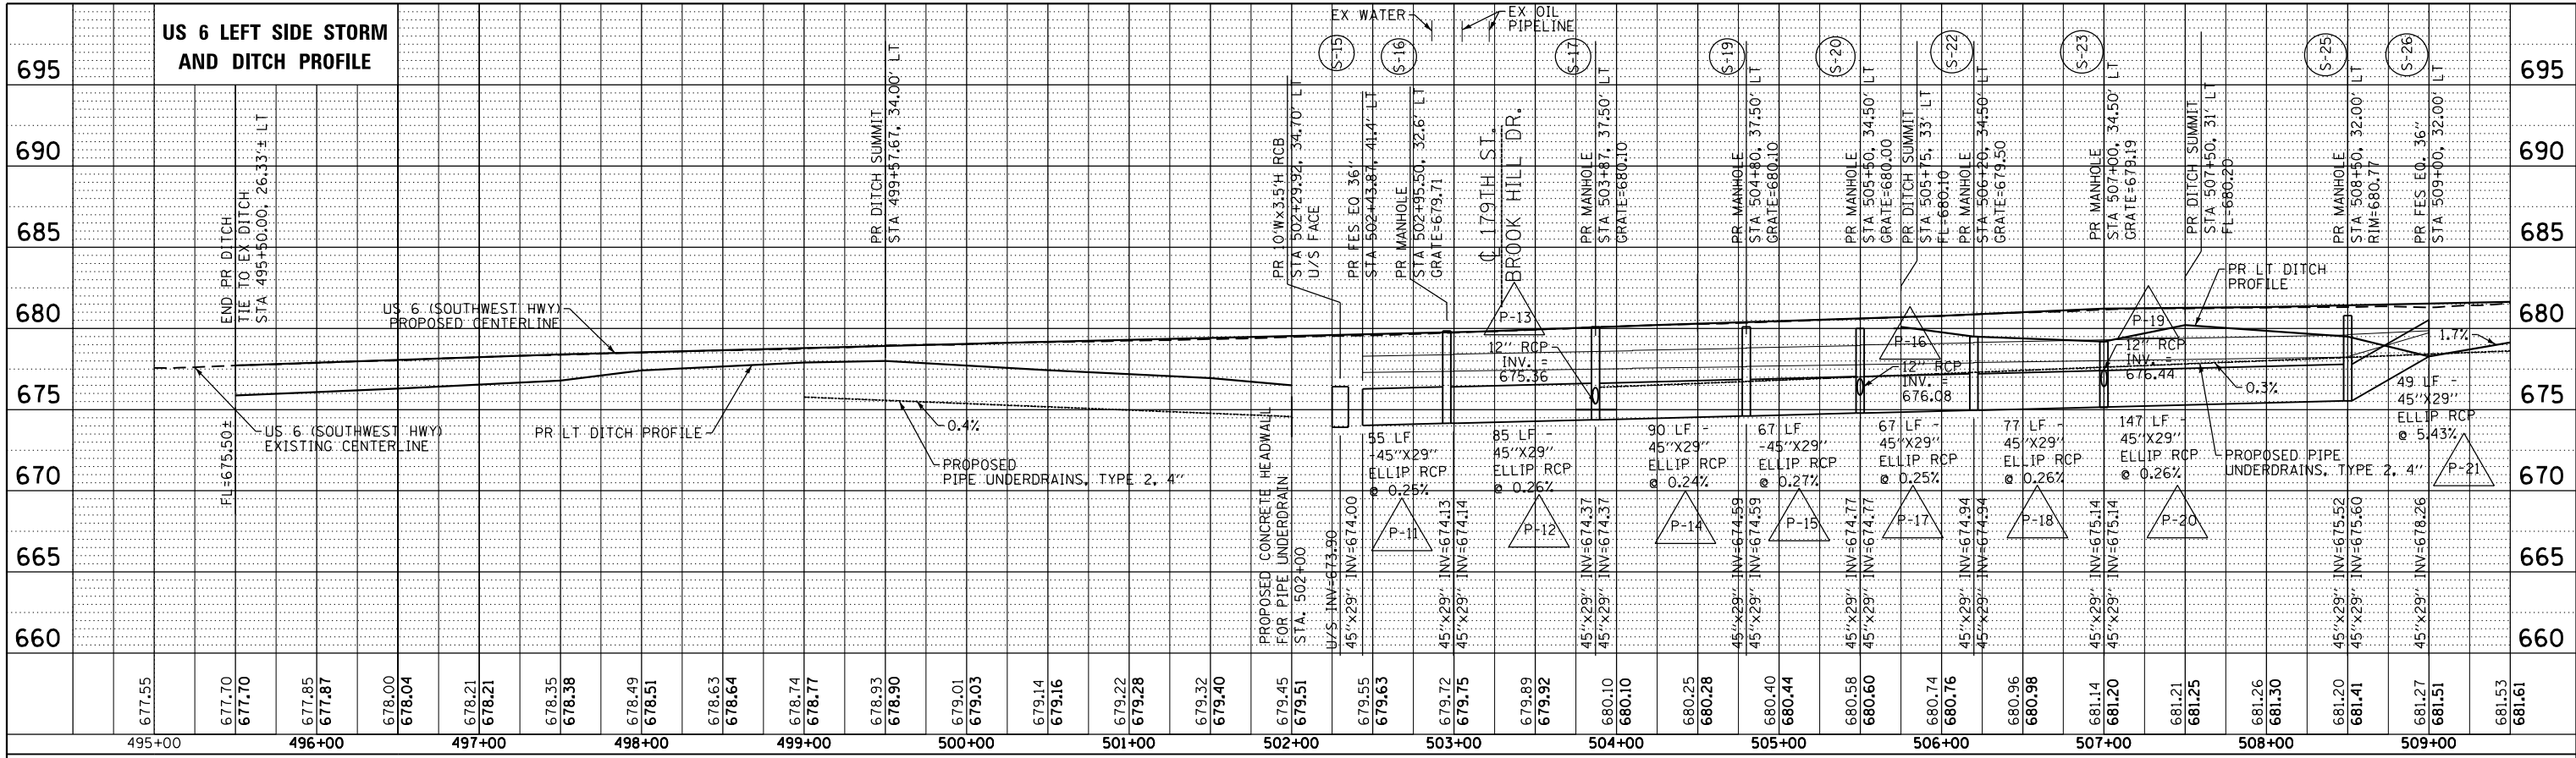 US 6 LEFT SIDE STORM
AND DITCH PROFILE
695
690
685
680
675
670
665
660
695
690
685
680
675
670
665
660
END PR DITCH
TIE TO EX DITCH
STA 495+50.00, 26.33'± LT
FL=675.50±
US 6 (SOUTHWEST HWY)
PROPOSED CENTERLINE
US 6 (SOUTHWEST HWY)
EXISTING CENTERLINE
PR LT DITCH PROFILE
PR DITCH SUMMIT
STA 499+57.67, 34.00' LT
0.4%
PROPOSED
PIPE UNDERDRAINS, TYPE 2, 4"
PROPOSED CONCRETE HEADWALL
FOR PIPE UNDERDRAIN
STA. 502+00
PR 10'W×3.5'H RCB
STA 502+29.92, 34.70' LT
U/S FACE
U/S INV=673.90
EX WATER
EX OIL
PIPELINE
S-15
PR FES EQ 36"
STA 502+43.87, 41.4' LT
S-16
PR MANHOLE
STA 502+95.50, 32.6' LT
GRATE=679.71
℄ 179TH ST.
BROOK HILL DR.
P-13
12" RCP
INV. =
675.36
S-17
PR MANHOLE
STA 503+87, 37.50' LT
GRATE=680.10
S-19
PR MANHOLE
STA 504+80, 37.50' LT
GRATE=680.10
S-20
PR MANHOLE
STA 505+50, 34.50' LT
GRATE=680.00
PR DITCH SUMMIT
STA 505+75, 33' LT
FL=680.10
S-22
PR MANHOLE
STA 506+20, 34.50' LT
GRATE=679.50
P-16
12" RCP
INV. =
676.08
S-23
PR MANHOLE
STA 507+00, 34.50' LT
GRATE=679.19
PR DITCH SUMMIT
STA 507+50, 31' LT
FL=680.20
P-19
12" RCP
INV. =
676.44
PR LT DITCH
PROFILE
S-25
PR MANHOLE
STA 508+50, 32.00' LT
RIM=680.77
S-26
PR FES EQ. 36"
STA 509+00, 32.00'
1.7%
0.3%
PROPOSED PIPE
UNDERDRAINS, TYPE 2, 4"
55 LF
-45"X29"
ELLIP RCP
@ 0.25%
P-11
85 LF -
45"X29"
ELLIP RCP
@ 0.26%
P-12
90 LF -
45"X29"
ELLIP RCP
@ 0.24%
P-14
67 LF
-45"X29"
ELLIP RCP
@ 0.27%
P-15
67 LF -
45"X29"
ELLIP RCP
@ 0.25%
P-17
77 LF -
45"X29"
ELLIP RCP
@ 0.26%
P-18
147 LF -
45"X29"
ELLIP RCP
@ 0.26%
P-20
49 LF -
45"X29"
ELLIP RCP
@ 5.43%
P-21
45"x29" INV=674.00
45"x29" INV=674.13
45"x29" INV=674.14
45"x29" INV=674.37
45"x29" INV=674.37
45"x29" INV=674.59
45"x29" INV=674.59
45"x29" INV=674.77
45"x29" INV=674.77
45"x29" INV=674.94
45"x29" INV=674.94
45"x29" INV=675.14
45"x29" INV=675.14
45"x29" INV=675.52
45"x29" INV=675.60
45"x29" INV=678.26
677.55
677.70
677.70
677.85
677.87
678.00
678.04
678.21
678.21
678.35
678.38
678.49
678.51
678.63
678.64
678.74
678.77
678.93
678.90
679.01
679.03
679.14
679.16
679.22
679.28
679.32
679.40
679.45
679.51
679.55
679.63
679.72
679.75
679.89
679.92
680.10
680.10
680.25
680.28
680.40
680.44
680.58
680.60
680.74
680.76
680.96
680.98
681.14
681.20
681.21
681.25
681.26
681.30
681.20
681.41
681.27
681.51
681.53
681.61
495+00
496+00
497+00
498+00
499+00
500+00
501+00
502+00
503+00
504+00
505+00
506+00
507+00
508+00
509+00